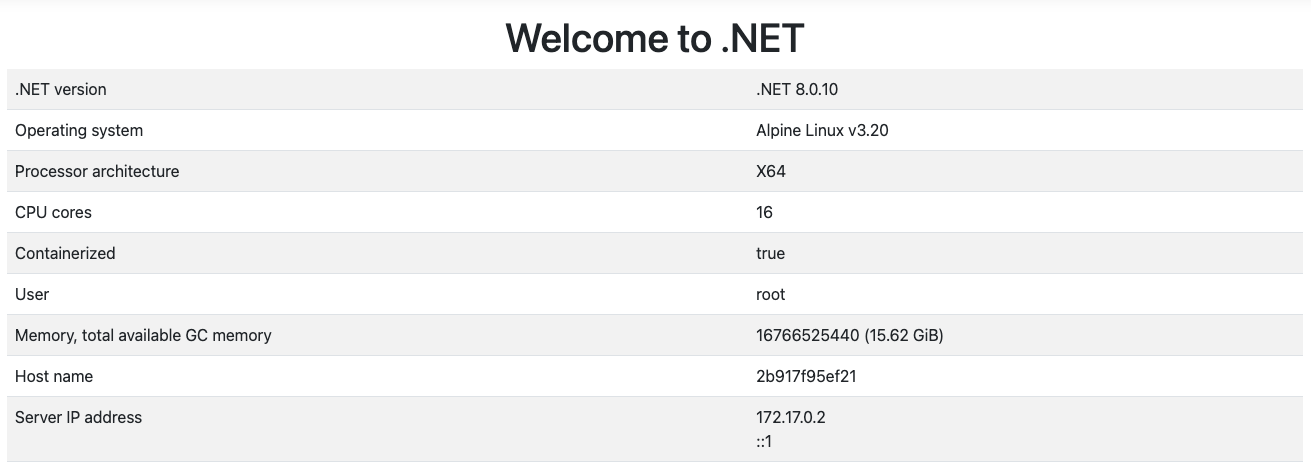 Welcome to .NET
.NET version .NET 8.0.10
Operating system Alpine Linux v3.20
Processor architecture X64
CPU cores 16
Containerized true
User root
Memory, total available GC memory 16766525440 (15.62 GiB)
Host name 2b917f95ef21
Server IP address 172.17.0.2
::1